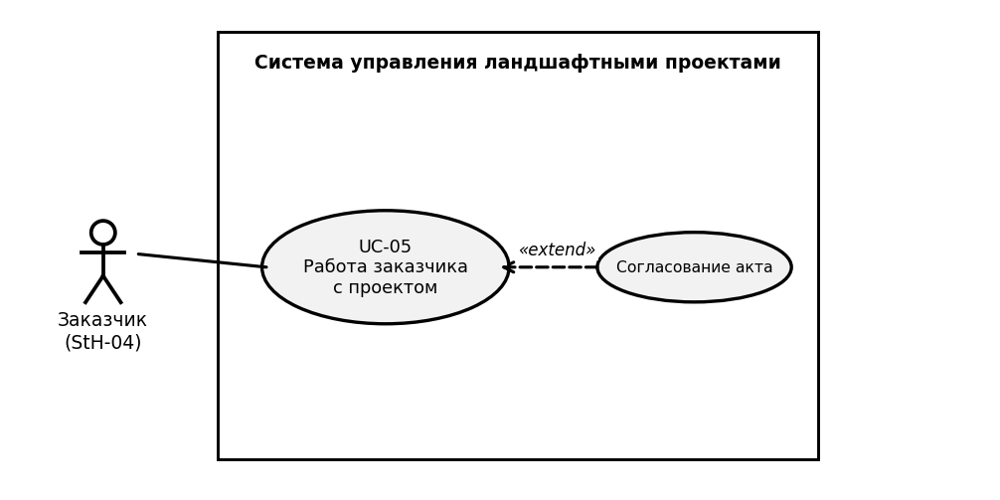 Система управления ландшафтными проектами
UC-05
Работа заказчика
с проектом
«extend»
Согласование акта
Заказчик
(StH-04)